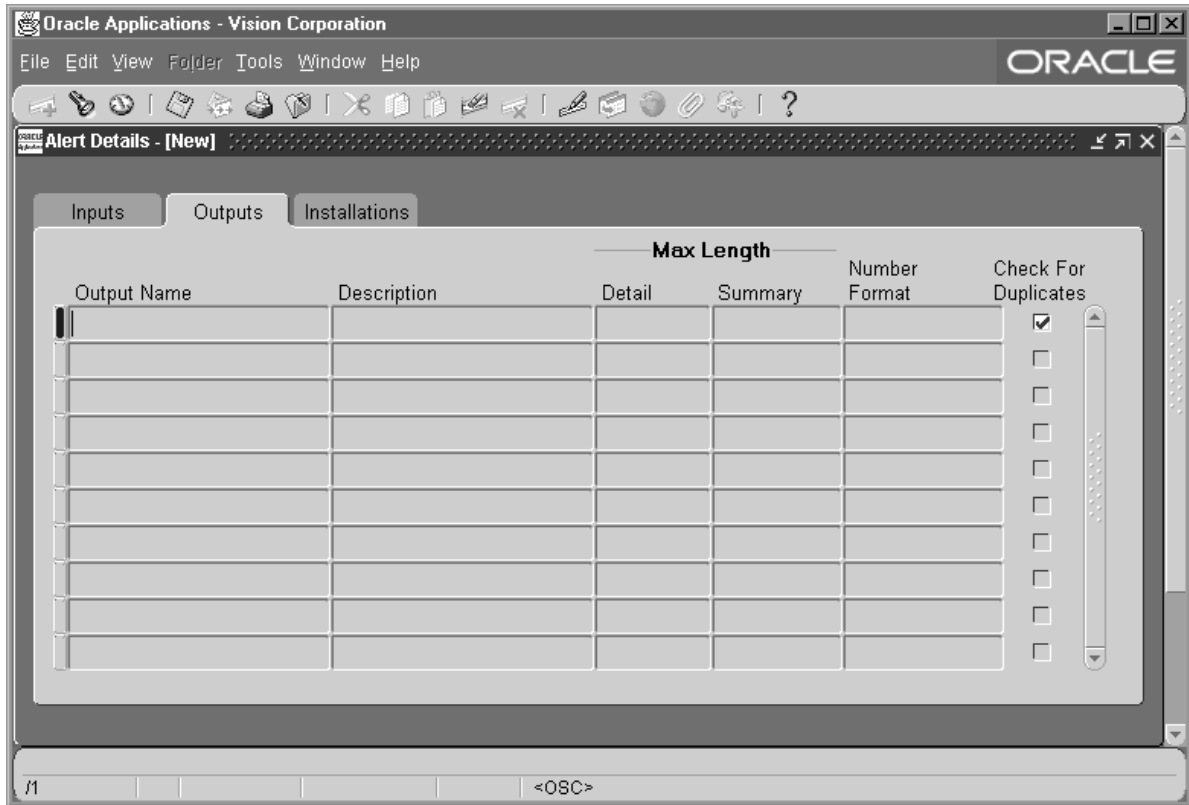 Oracle Applications - Vision Corporation
File Edit View Folder Tools Window Help
ORACLE
Alert Details - [New]
Inputs Outputs Installations
Max Length
Number Check For
Output Name Description Detail Summary Format Duplicates
/1 <OSC>